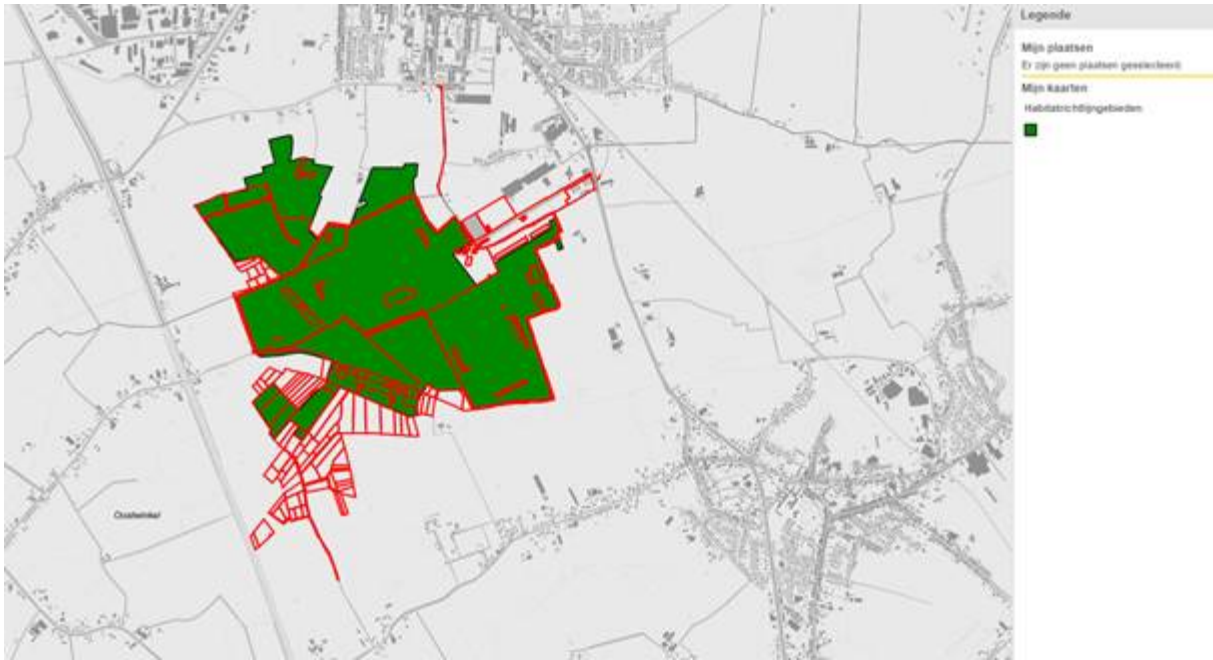 Legende
Mijn plaatsen
Er zijn geen plaatsen geselecteerd.
Mijn kaarten
Habitatrichtlijngebieden
Oostwinkel